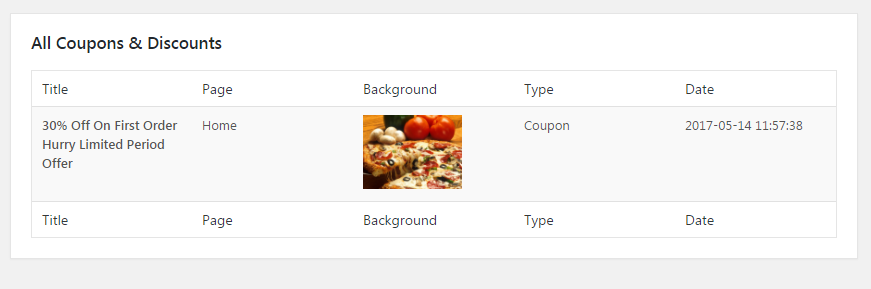 All Coupons & Discounts
Title Page Background Type Date
30% Off On First Order Home Coupon 2017-05-14 11:57:38
Hurry Limited Period
Offer
Title Page Background Type Date